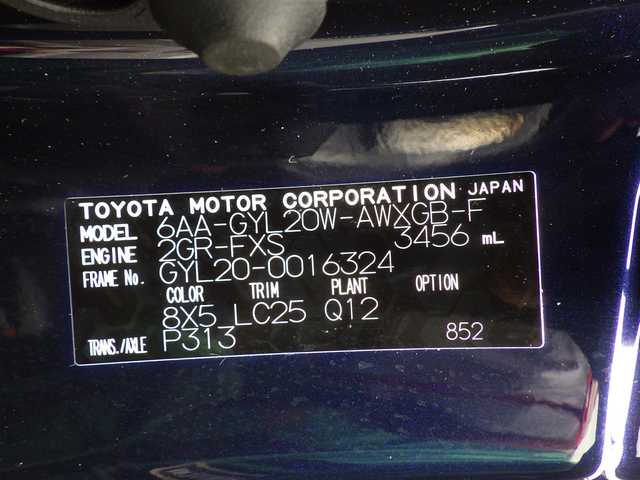 TOYOTA MOTOR CORPORATION JAPAN
MODEL 6AA-GYL20W-AWXGB-F
ENGINE 2GR-FXS 3456 mL
FRAME No. GYL20-0016324
COLOR TRIM PLANT OPTION
8X5 LC25 Q12
TRANS./AXLE P313 852